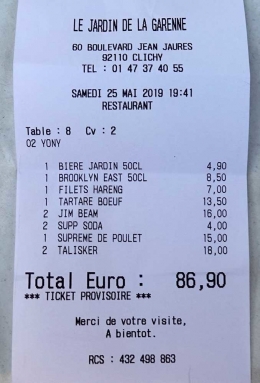 LE JARDIN DE LA GARENNE
60 BOULEVARD JEAN JAURES
92110 CLICHY
TEL : 01 47 37 40 55
SAMEDI 25 MAI 2019 19:41
RESTAURANT
Table : 8 Cv : 2
02 YONY
1 BIERE JARDIN 50CL 4,90
1 BROOKLYN EAST 50CL 8,50
1 FILETS HARENG 7,00
1 TARTARE BOEUF 13,50
2 JIM BEAM 16,00
2 SUPP SODA 4,00
1 SUPREME DE POULET 15,00
2 TALISKER 18,00
Total Euro : 86,90
*** TICKET PROVISOIRE ***
Merci de votre visite,
A bientot.
RCS : 432 498 863